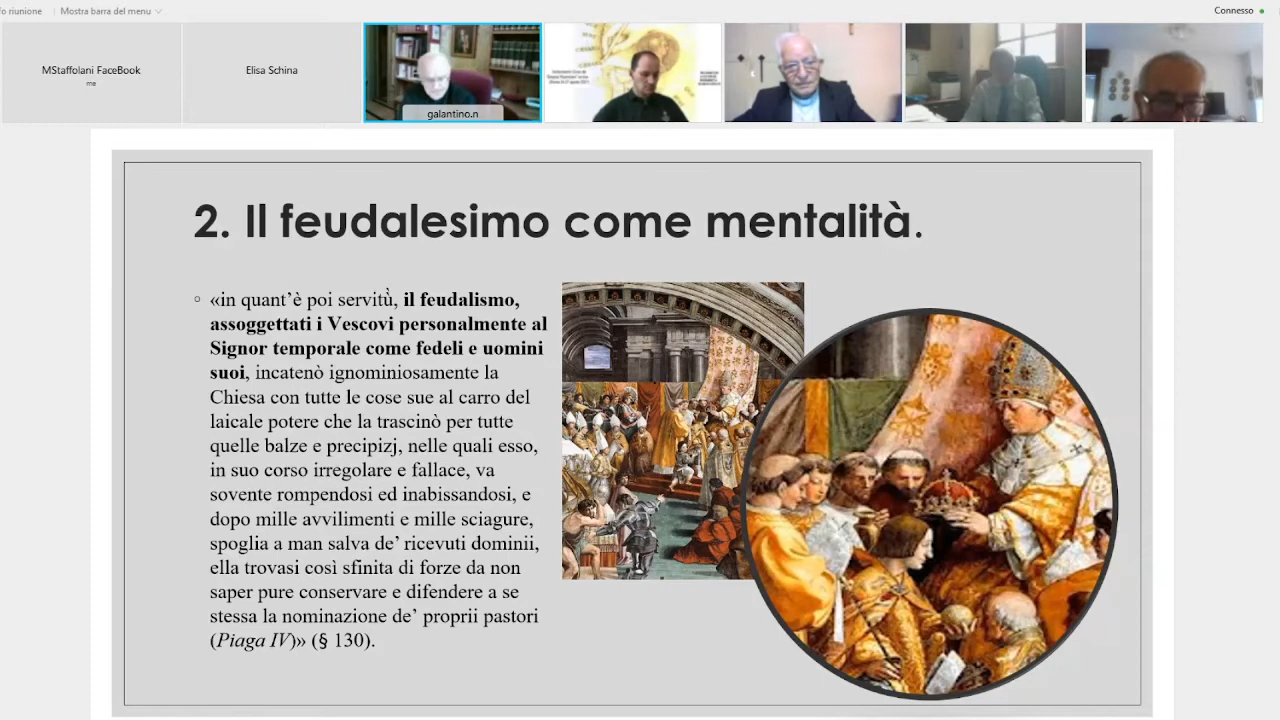 fo riunione
Mostra barra del menu
Connesso
MStaffolani FaceBook
me
Elisa Schia
galantino.n
2. Il feudalesimo come mentalità.
«in quant’è poi servitù, il feudalismo,
assoggettati i Vescovi personalmente al
Signor temporale come fedeli e uomini
suoi, incatenò ignominiosamente la
Chiesa con tutte le cose sue al carro del
laicale potere che la trascinò per tutte
quelle balze e precipizj, nelle quali esso,
in suo corso irregolare e fallace, va
sovente rompendosi ed inabissandosi, e
dopo mille avvilimenti e mille sciagure,
spoglia a man salva de’ ricevuti dominii,
ella trovasi così sfinita di forze da non
saper pure conservare e difendere a se
stessa la nominazione de’ proprii pastori
(Piaga IV)» (§ 130).